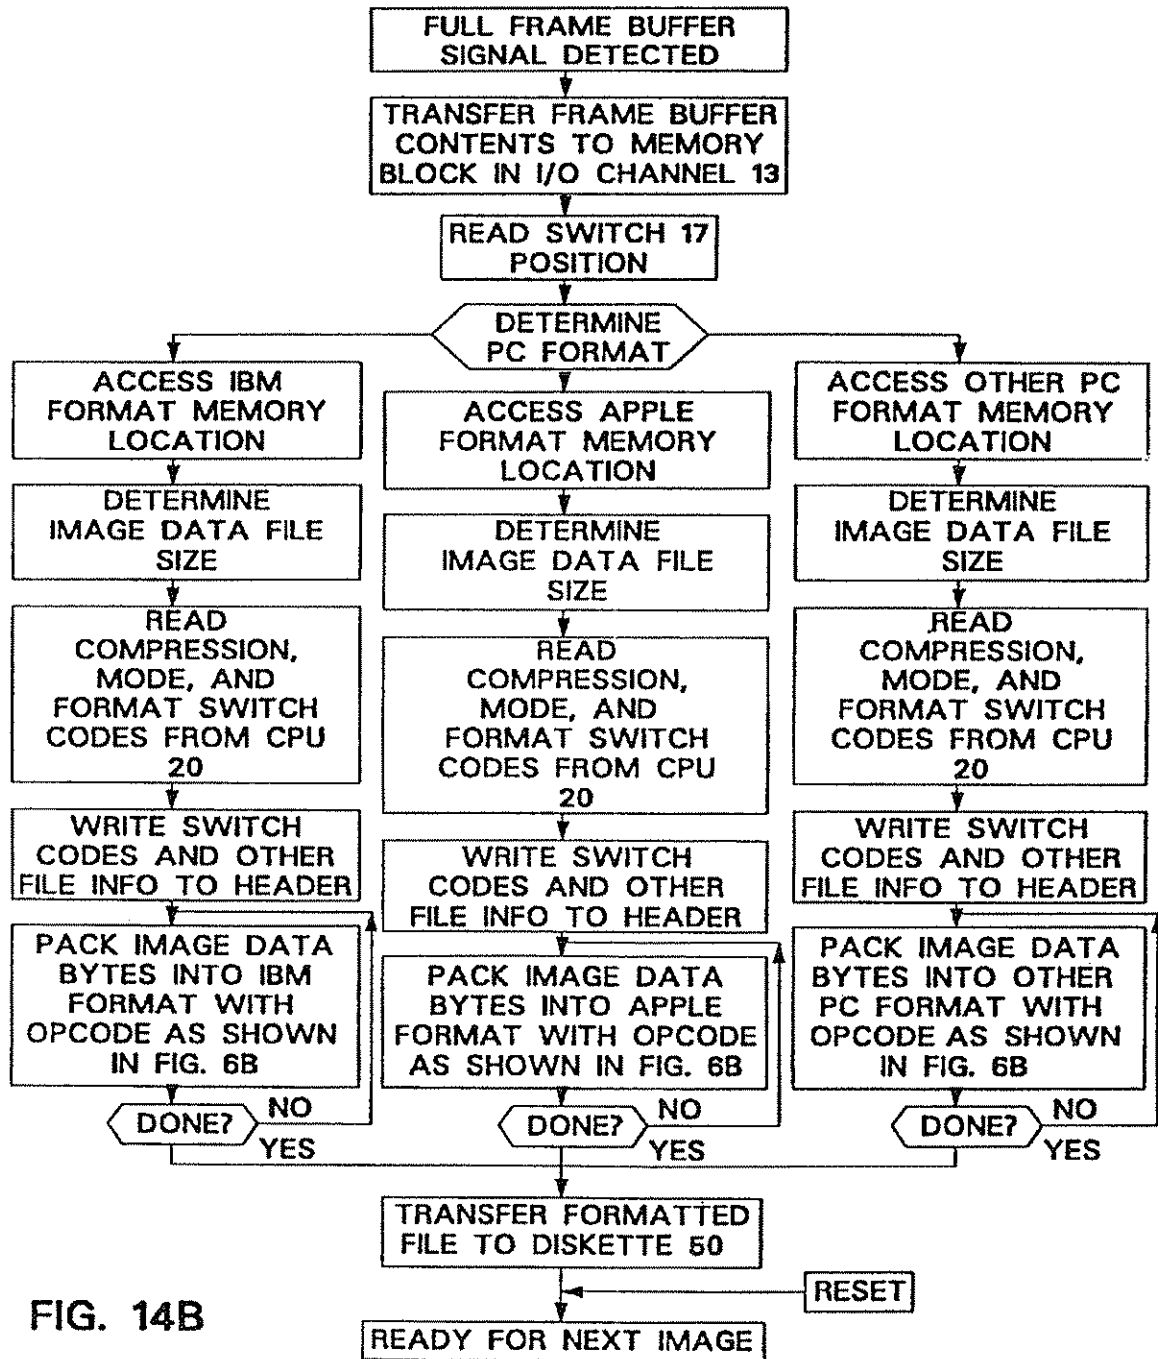 FULL FRAME BUFFER
SIGNAL DETECTED
TRANSFER FRAME BUFFER
CONTENTS TO MEMORY
BLOCK IN I/O CHANNEL 13
READ SWITCH 17
POSITION
DETERMINE
PC FORMAT
ACCESS IBM
FORMAT MEMORY
LOCATION
DETERMINE
IMAGE DATA FILE
SIZE
READ
COMPRESSION,
MODE, AND
FORMAT SWITCH
CODES FROM CPU
20
WRITE SWITCH
CODES AND OTHER
FILE INFO TO HEADER
PACK IMAGE DATA
BYTES INTO IBM
FORMAT WITH
OPCODE AS SHOWN
IN FIG. 6B
DONE?
NO
YES
ACCESS APPLE
FORMAT MEMORY
LOCATION
DETERMINE
IMAGE DATA FILE
SIZE
READ
COMPRESSION,
MODE, AND
FORMAT SWITCH
CODES FROM CPU
20
WRITE SWITCH
CODES AND OTHER
FILE INFO TO HEADER
PACK IMAGE DATA
BYTES INTO APPLE
FORMAT WITH OPCODE
AS SHOWN IN FIG. 6B
DONE?
NO
YES
ACCESS OTHER PC
FORMAT MEMORY
LOCATION
DETERMINE
IMAGE DATA FILE
SIZE
READ
COMPRESSION,
MODE, AND
FORMAT SWITCH
CODES FROM CPU
20
WRITE SWITCH
CODES AND OTHER
FILE INFO TO HEADER
PACK IMAGE DATA
BYTES INTO OTHER
PC FORMAT WITH
OPCODE AS SHOWN
IN FIG. 6B
DONE?
NO
YES
TRANSFER FORMATTED
FILE TO DISKETTE 50
RESET
READY FOR NEXT IMAGE
FIG. 14B